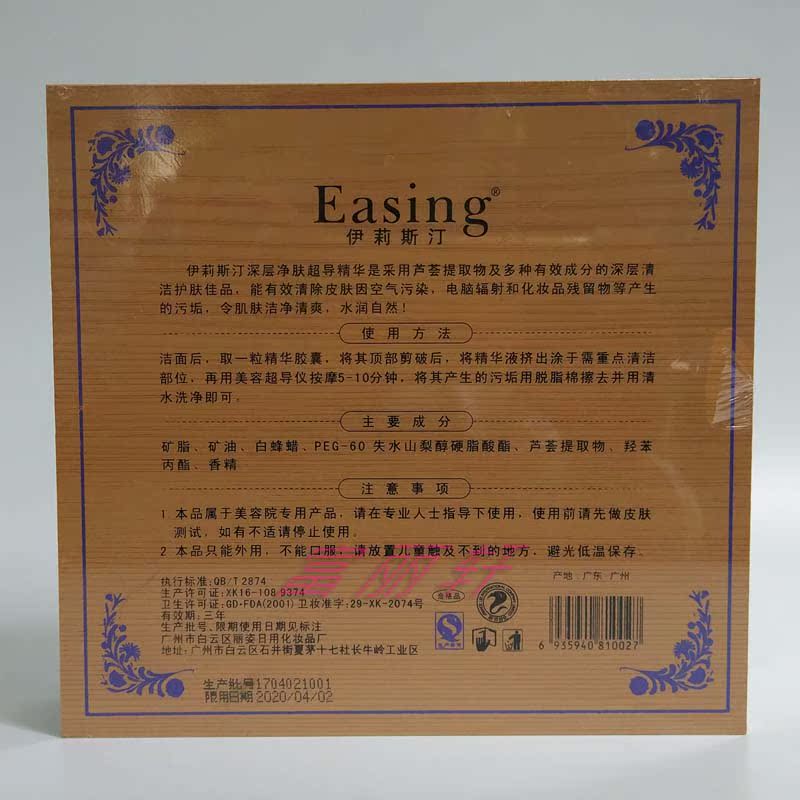 Easing®
伊莉斯汀
伊莉斯汀深层净肤超导精华是采用芦荟提取物及多种有效成分的深层清
洁护肤佳品，能有效清除皮肤因空气污染，电脑辐射和化妆品残留物等产生
的污垢，令肌肤洁净清爽，水润自然！
使用方法
洁面后，取一粒精华胶囊，将其顶部剪破后，将精华液挤出涂于需重点清洁
部位，再用美容超导仪按摩5-10分钟，将其产生的污垢用脱脂棉擦去并用清
水洗净即可。
主要成分
矿脂、矿油、白蜂蜡、PEG-60 失水山梨醇硬脂酸酯、芦荟提取物、羟苯
丙酯、香精
注意事项
1 本品属于美容院专用产品，请在专业人士指导下使用，使用前请先做皮肤
测试，如有不适请停止使用。
2 本品只能外用，不能口服，请放置儿童触及不到的地方，避光低温保存。
富丽轩
执行标准:QB/T 2874
生产许可证:XK16-108 9374
卫生许可证:GD-FDA(2001)卫妆准字:29-XK-2074号
有效期:三年
生产批号、限期使用日期见标注
广州市白云区丽姿日用化妆品厂
地址:广州市白云区石井街夏茅十七社长牛岭工业区
产地:广东·广州
合格品
生产许可
6 935940 810027
生产批号1704021001
限用日期2020/04/02